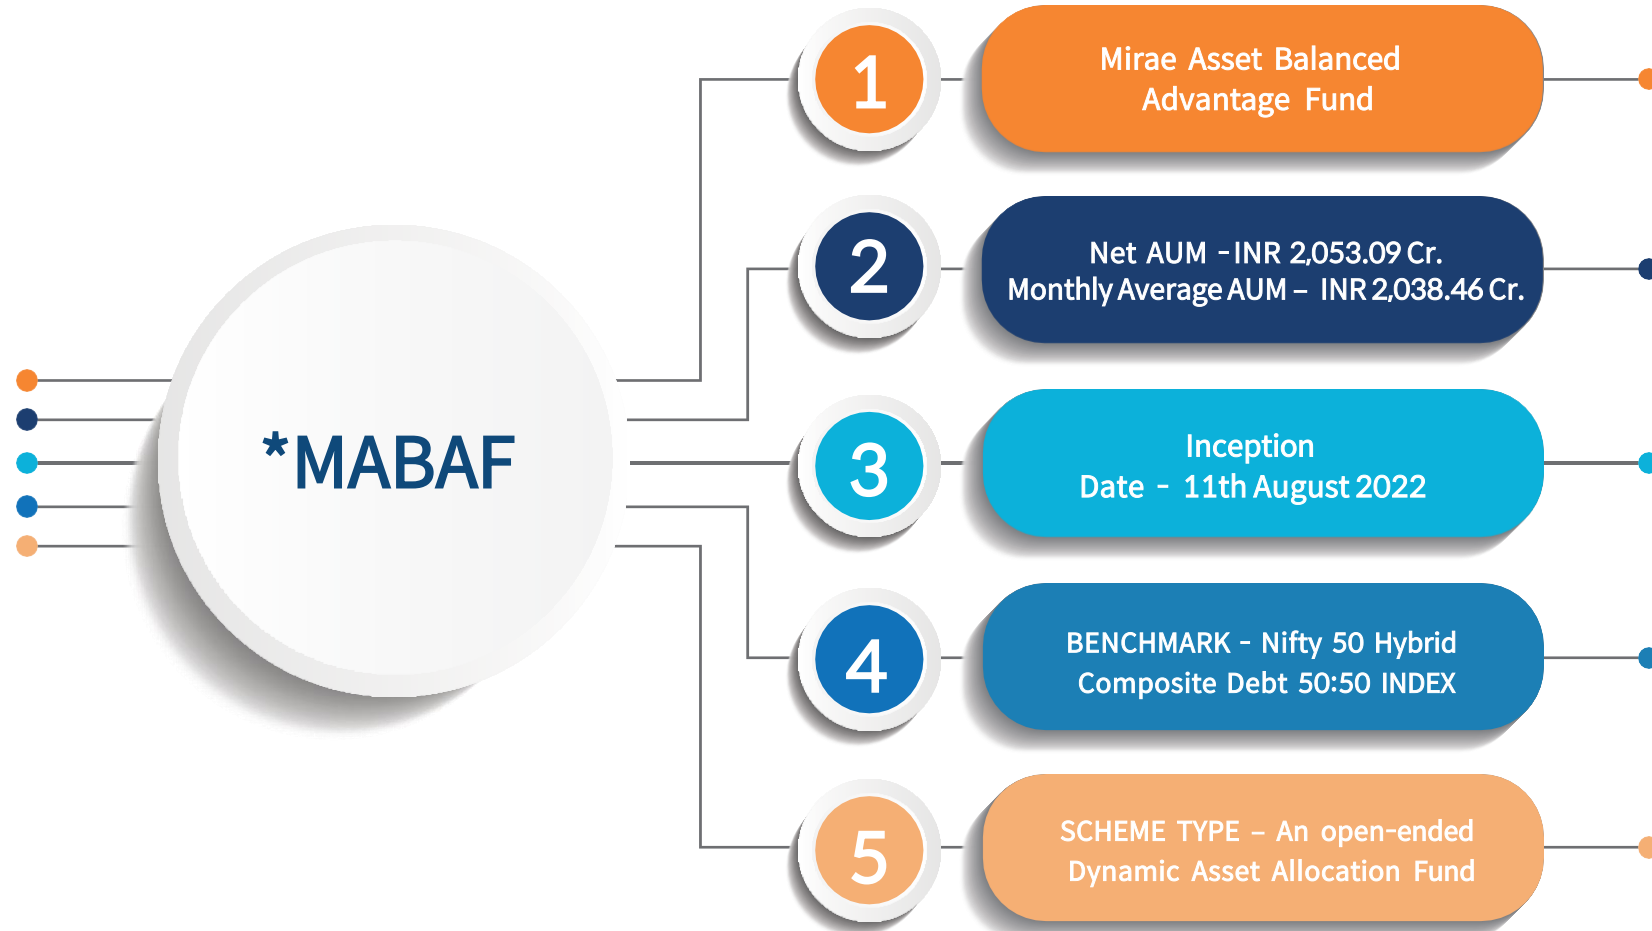 *MABAF
1
Mirae Asset Balanced
Advantage Fund
2
Net AUM -INR 2,053.09 Cr.
Monthly Average AUM – INR 2,038.46 Cr.
3
Inception
Date - 11th August 2022
4
BENCHMARK - Nifty 50 Hybrid
Composite Debt 50:50 INDEX
5
SCHEME TYPE – An open-ended
Dynamic Asset Allocation Fund